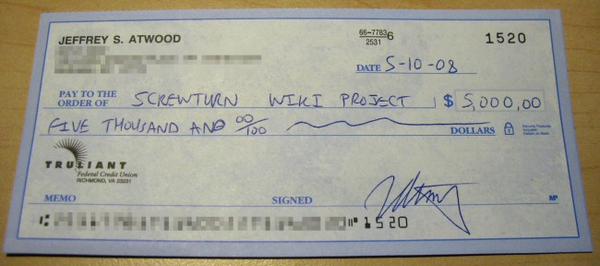 JEFFREY S. ATWOOD
66-7783/2531 6
1520
DATE 5-10-08
PAY TO THE ORDER OF SCREWTURN WIKI PROJECT $ 5,000,00
FIVE THOUSAND AND 00/100 DOLLARS
TRULIANT
Federal Credit Union
RICHMOND, VA 23231
MEMO
SIGNED
MP
1520